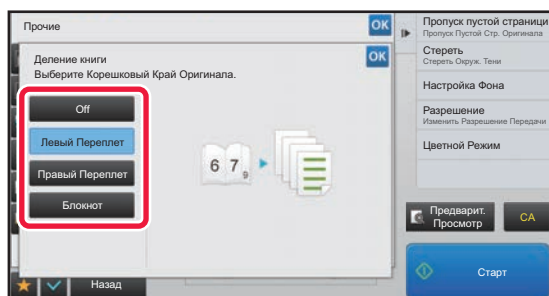 Прочие
OK
Деление книги
OK
Выберите Корешковый Край Оригинала.
Off
Левый Переплет
Правый Переплет
Блокнот
6 7 9
Назад
Пропуск пустой страници
Пропуск Пустой Стр. Оригинала
Стереть
Стереть Окруж. Тени
Настройка Фона
Разрешение
Изменить Разрешение Передачи
Цветной Режим
Предварит.
Просмотр
CA
Старт